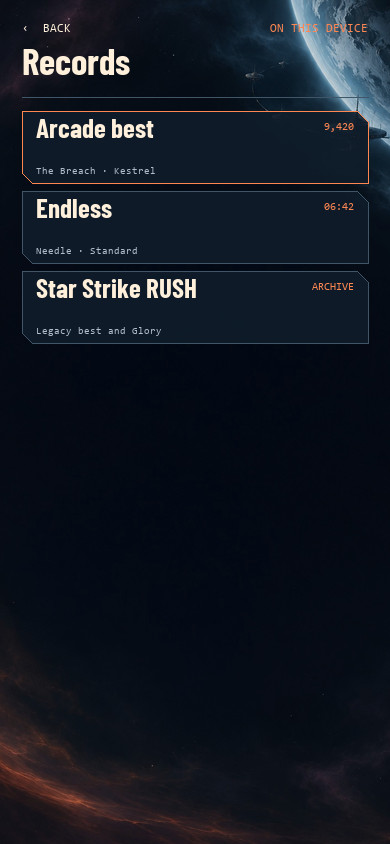 ‹ BACK
ON THIS DEVICE
Records
Arcade best
9,420
The Breach · Kestrel
Endless
06:42
Needle · Standard
Star Strike RUSH
ARCHIVE
Legacy best and Glory